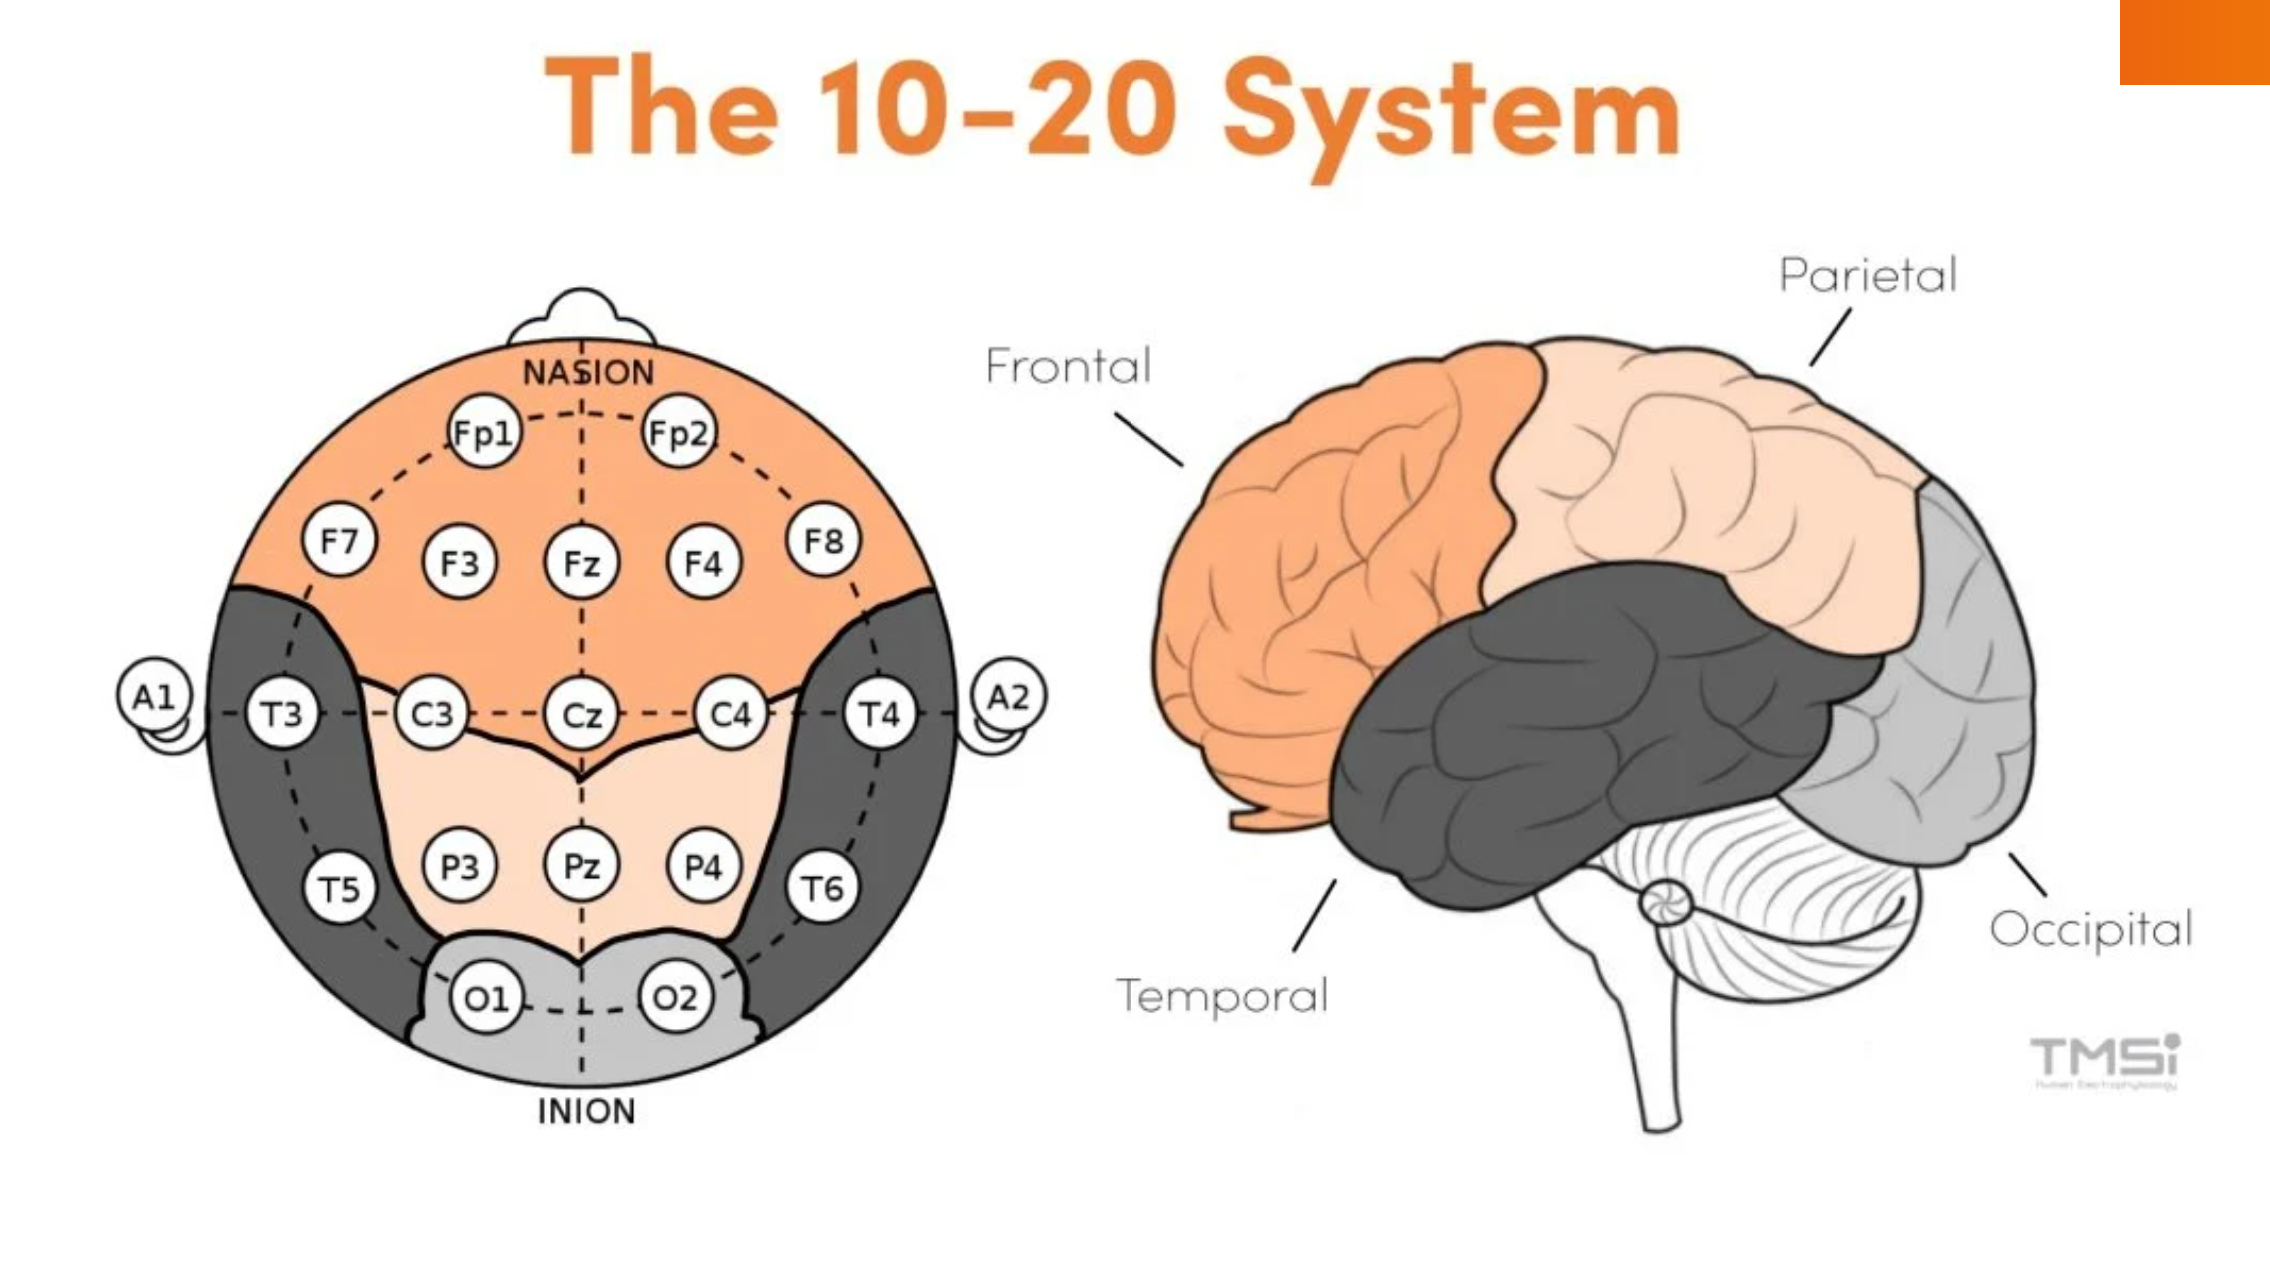 The 10-20 System
Parietal
Frontal
NASION
Fp1 Fp2
F7 F3 Fz F4 F8
A1 T3 C3 Cz C4 T4 A2
T5 P3 Pz P4 T6
Occipital
O1 O2
Temporal
TMSi
INION